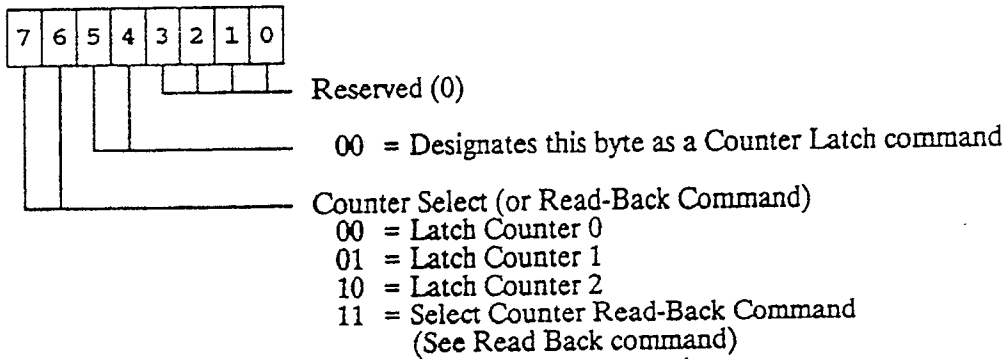 7 6 5 4 3 2 1 0
Reserved (0)
00 = Designates this byte as a Counter Latch command
Counter Select (or Read-Back Command)
00 = Latch Counter 0
01 = Latch Counter 1
10 = Latch Counter 2
11 = Select Counter Read-Back Command
(See Read Back command)